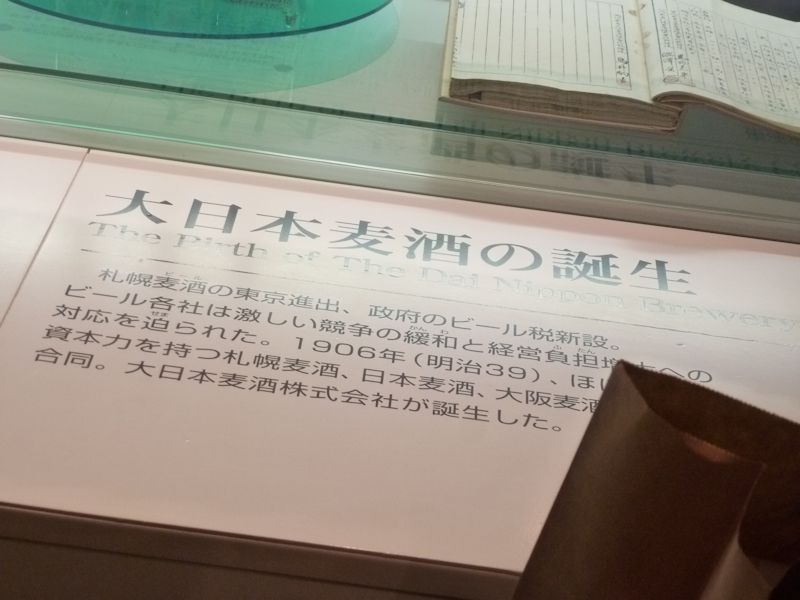 大日本麦酒の誕生
The Birth of The Dai Nippon Brewery
札幌麦酒の東京進出、政府のビール税新設。
ビール各社は激しい競争の緩和と経営負担増大への
対応を迫られた。1906年(明治39)、ほ
資本力を持つ札幌麦酒、日本麦酒、大阪麦酒
合同。大日本麦酒株式会社が誕生した。